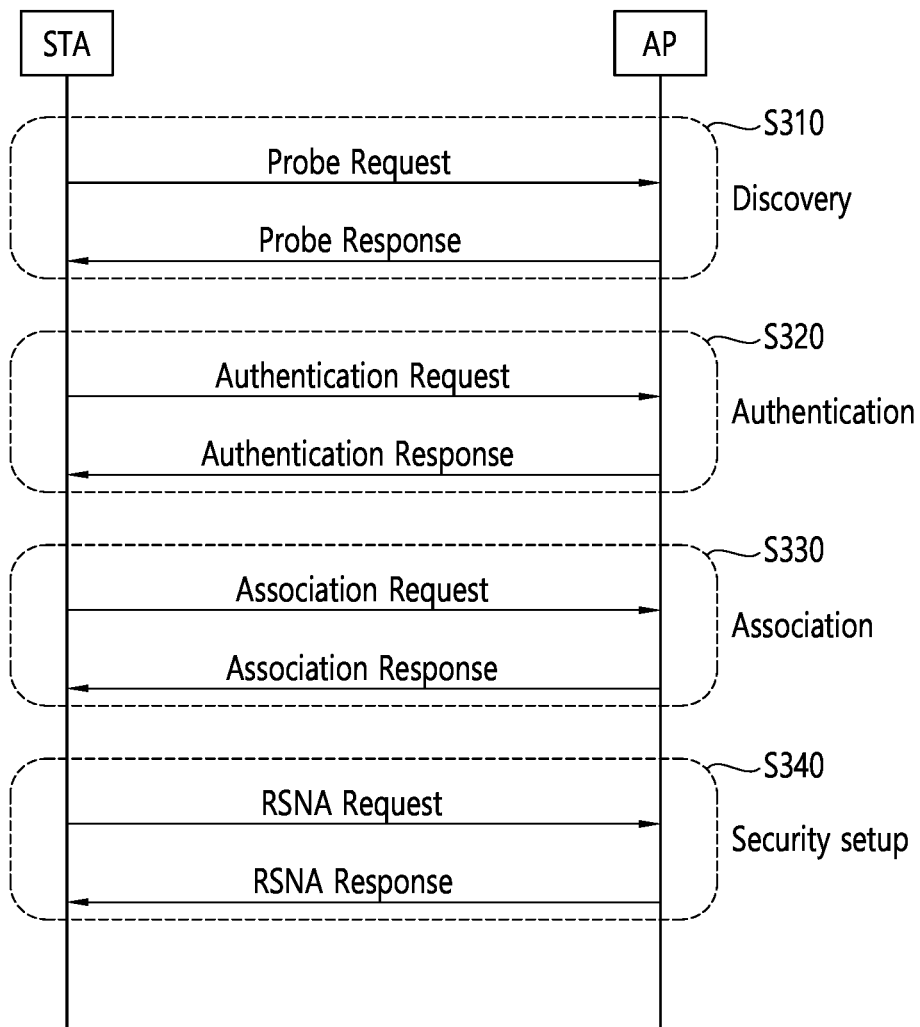 STA
AP
S310
Probe Request
Discovery
Probe Response
S320
Authentication Request
Authentication
Authentication Response
S330
Association Request
Association
Association Response
S340
RSNA Request
Security setup
RSNA Response